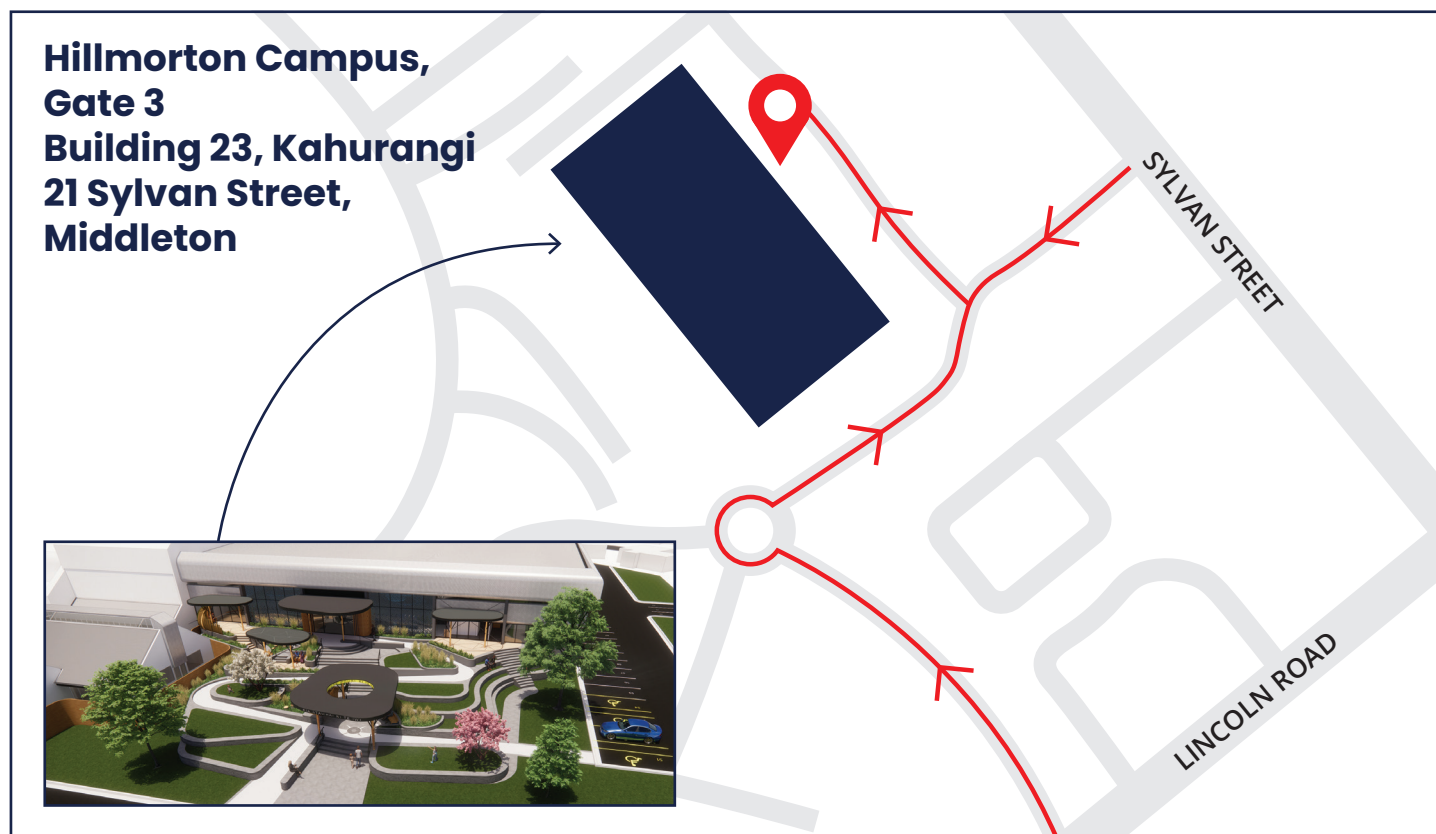 Hillmorton Campus,
Gate 3
Building 23, Kahurangi
21 Sylvan Street,
Middleton
SYLVAN STREET
LINCOLN ROAD